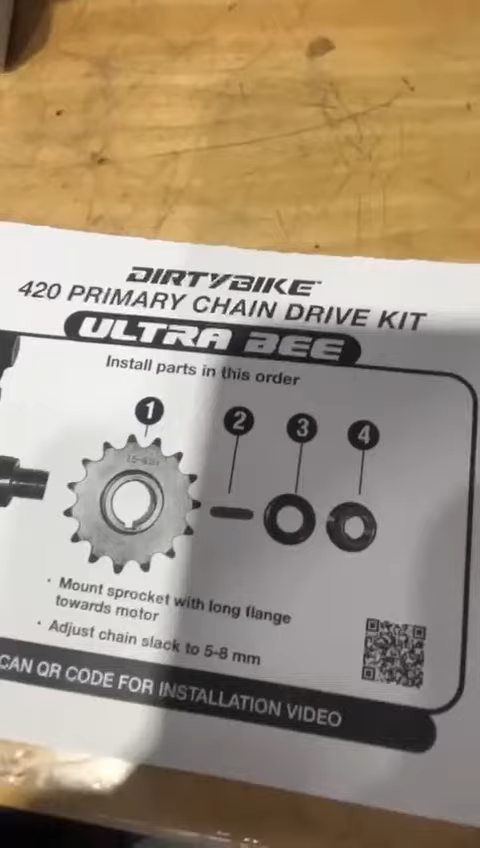 DIRTYBIKE™
420 PRIMARY CHAIN DRIVE KIT
ULTRA BEE
Install parts in this order
1 2 3 4
• Mount sprocket with long flange
towards motor
• Adjust chain slack to 5-8 mm
CAN QR CODE FOR INSTALLATION VIDEO